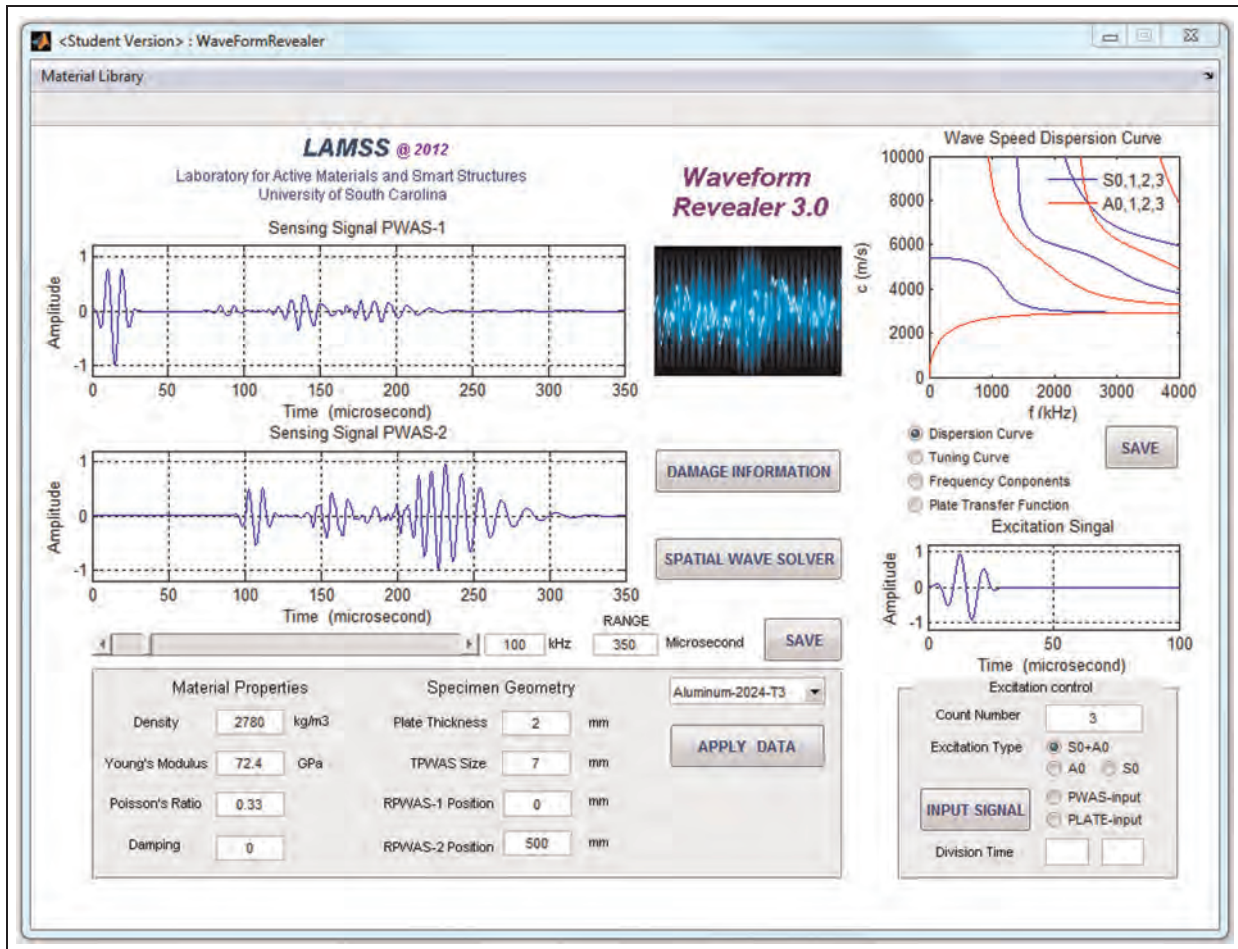 <Student Version> : WaveFormRevealer
Material Library
LAMSS @ 2012
Laboratory for Active Materials and Smart Structures
University of South Carolina
Waveform
Revealer 3.0
Sensing Signal PWAS-1
Amplitude
1
0
-1
0 50 100 150 200 250 300 350
Time (microsecond)
Sensing Signal PWAS-2
Amplitude
1
0
-1
0 50 100 150 200 250 300 350
Time (microsecond)
100 kHz
RANGE
350 Microsecond
SAVE
DAMAGE INFORMATION
SPATIAL WAVE SOLVER
Wave Speed Dispersion Curve
c (m/s)
10000
8000
6000
4000
2000
0
S0,1,2,3
A0,1,2,3
0 1000 2000 3000 4000
f (kHz)
Dispersion Curve
Tuning Curve
Frequency Conponents
Plate Transfer Function
SAVE
Excitation Singal
Amplitude
1
0
-1
0 50 100
Time (microsecond)
Material Properties
Density 2780 kg/m3
Young's Modulus 72.4 GPa
Poisson's Ratio 0.33
Damping 0
Specimen Geometry
Plate Thickness 2 mm
TPWAS Size 7 mm
RPWAS-1 Position 0 mm
RPWAS-2 Position 500 mm
Aluminum-2024-T3
APPLY DATA
Excitation control
Count Number 3
Excitation Type S0+A0
A0 S0
INPUT SIGNAL
PWAS-input
PLATE-input
Division Time